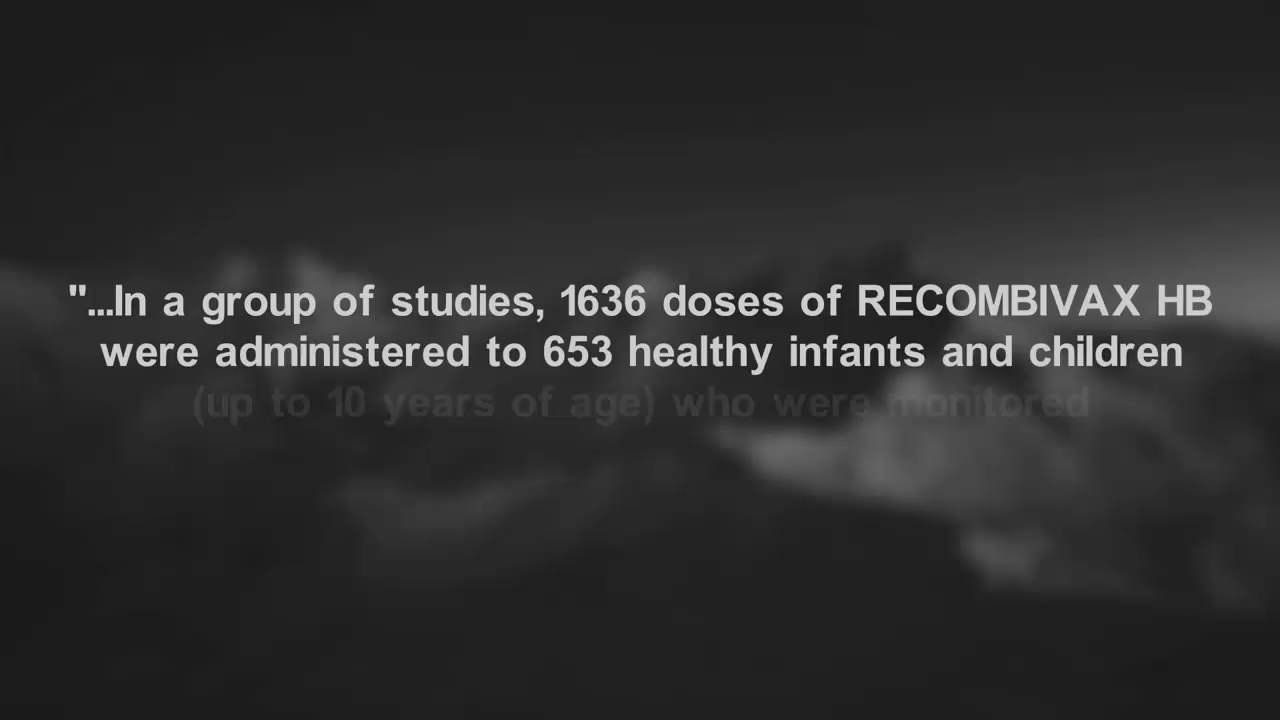 "...In a group of studies, 1636 doses of RECOMBIVAX HB
were administered to 653 healthy infants and children
(up to 10 years of age) who were monitored